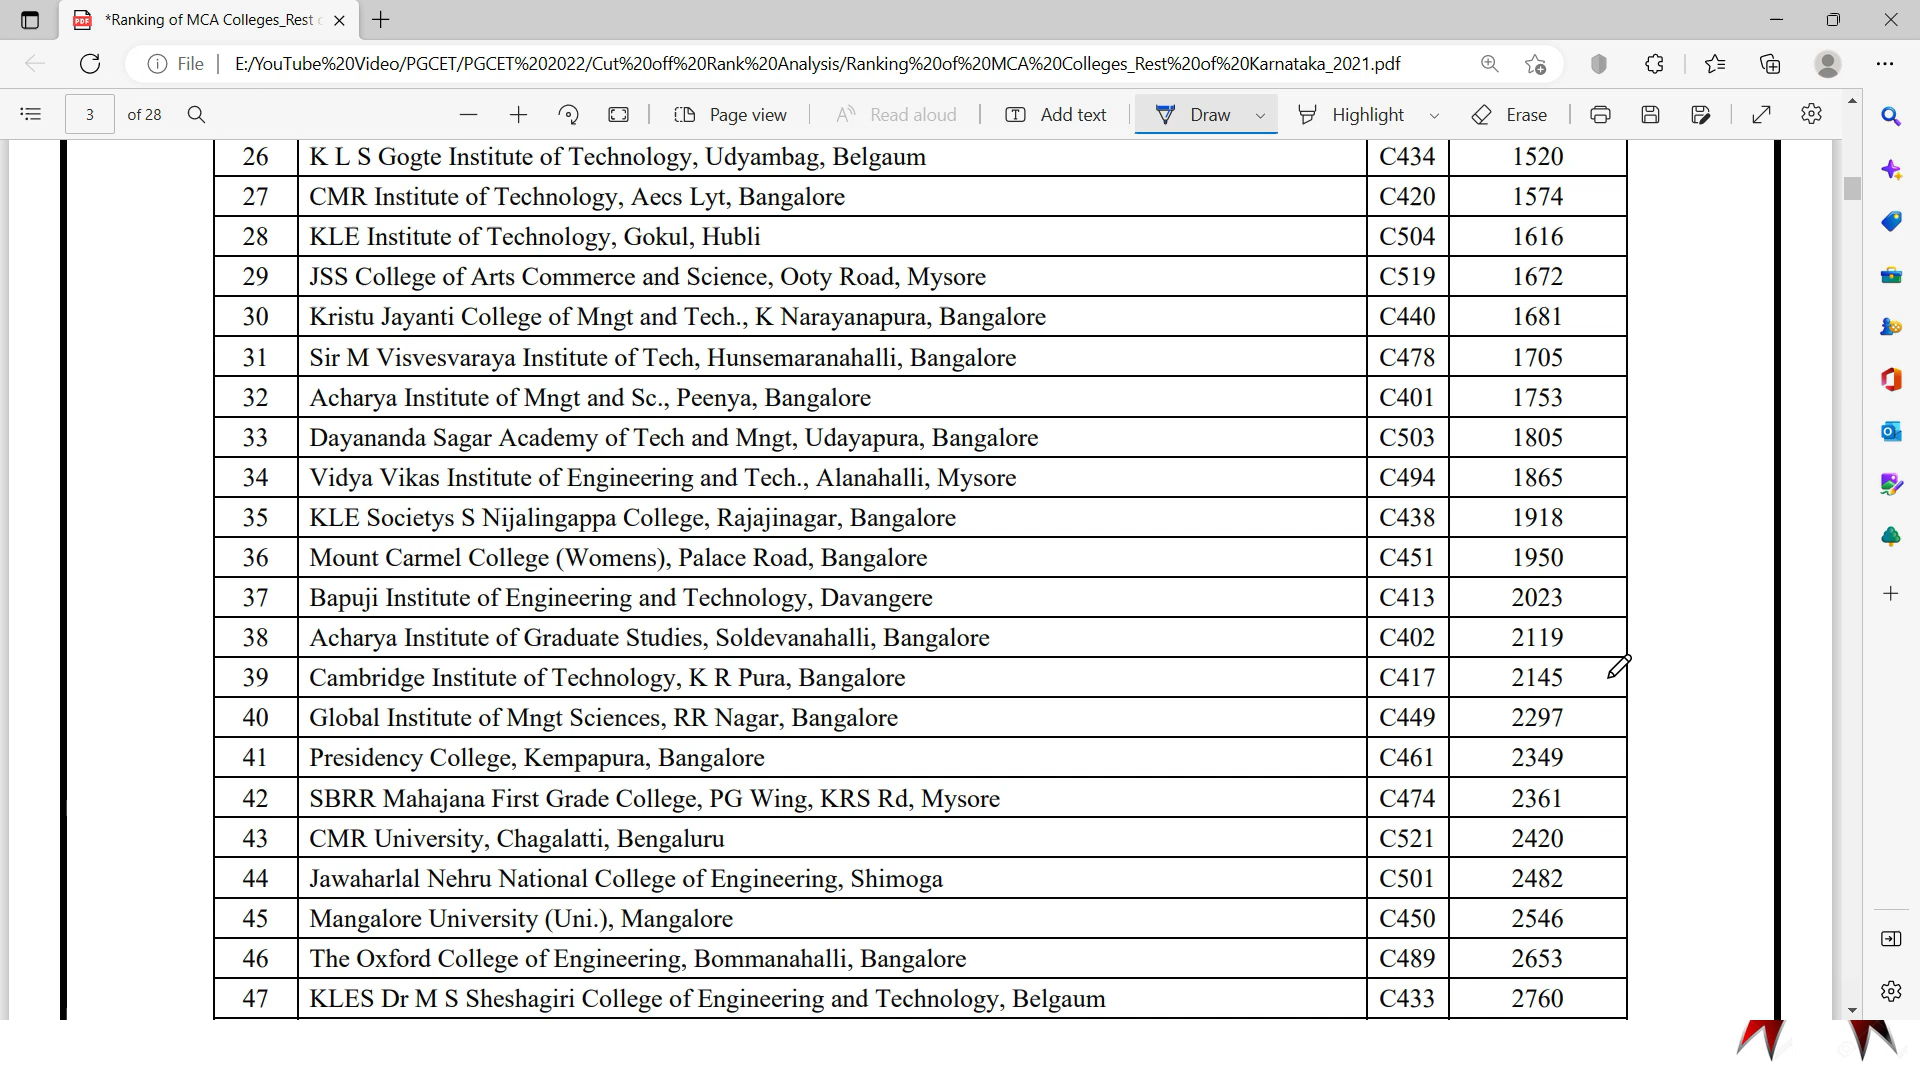 *Ranking of MCA Colleges_Rest
File E:/YouTube%20Video/PGCET/PGCET%202022/Cut%20off%20Rank%20Analysis/Ranking%20of%20MCA%20Colleges_Rest%20of%20Karnataka_2021.pdf
3 of 28 Page view Read aloud Add text Draw Highlight Erase
26 K L S Gogte Institute of Technology, Udyambag, Belgaum C434 1520
27 CMR Institute of Technology, Aecs Lyt, Bangalore C420 1574
28 KLE Institute of Technology, Gokul, Hubli C504 1616
29 JSS College of Arts Commerce and Science, Ooty Road, Mysore C519 1672
30 Kristu Jayanti College of Mngt and Tech., K Narayanapura, Bangalore C440 1681
31 Sir M Visvesvaraya Institute of Tech, Hunsemaranahalli, Bangalore C478 1705
32 Acharya Institute of Mngt and Sc., Peenya, Bangalore C401 1753
33 Dayananda Sagar Academy of Tech and Mngt, Udayapura, Bangalore C503 1805
34 Vidya Vikas Institute of Engineering and Tech., Alanahalli, Mysore C494 1865
35 KLE Societys S Nijalingappa College, Rajajinagar, Bangalore C438 1918
36 Mount Carmel College (Womens), Palace Road, Bangalore C451 1950
37 Bapuji Institute of Engineering and Technology, Davangere C413 2023
38 Acharya Institute of Graduate Studies, Soldevanahalli, Bangalore C402 2119
39 Cambridge Institute of Technology, K R Pura, Bangalore C417 2145
40 Global Institute of Mngt Sciences, RR Nagar, Bangalore C449 2297
41 Presidency College, Kempapura, Bangalore C461 2349
42 SBRR Mahajana First Grade College, PG Wing, KRS Rd, Mysore C474 2361
43 CMR University, Chagalatti, Bengaluru C521 2420
44 Jawaharlal Nehru National College of Engineering, Shimoga C501 2482
45 Mangalore University (Uni.), Mangalore C450 2546
46 The Oxford College of Engineering, Bommanahalli, Bangalore C489 2653
47 KLES Dr M S Sheshagiri College of Engineering and Technology, Belgaum C433 2760